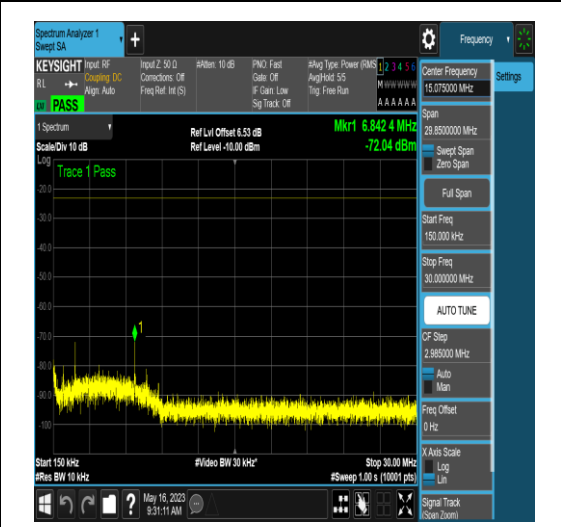 Spectrum Analyzer 1
Swept SA
+
Frequency
KEYSIGHT
Input: RF
Input Z: 50 Ω
#Atten: 10 dB
PNO: Fast
#Avg Type: Power (RMS
1 2 3 4 5 6
RL
Coupling: DC
Corrections: Off
Gate: Off
Avg|Hold: 5/5
M W W W W W
Align: Auto
Freq Ref: Int (S)
IF Gain: Low
Trig: Free Run
PASS
Sig Track: Off
A A A A A A
1 Spectrum
Ref Lvl Offset 6.53 dB
Mkr1 6.842 4 MHz
Scale/Div 10 dB
Ref Level -10.00 dBm
-72.04 dBm
Log
Trace 1 Pass
-20.0
-30.0
-40.0
-50.0
-60.0
-70.0
1
-80.0
-90.0
-100
Start 150 kHz
#Video BW 30 kHz*
Stop 30.00 MHz
#Res BW 10 kHz
#Sweep 1.00 s (10001 pts)
?
May 16, 2023
9:31:11 AM
Center Frequency
15.075000 MHz
Settings
Span
29.8500000 MHz
Swept Span
Zero Span
Full Span
Start Freq
150.000 kHz
Stop Freq
30.000000 MHz
AUTO TUNE
CF Step
2.985000 MHz
Auto
Man
Freq Offset
0 Hz
X Axis Scale
Log
Lin
Signal Track
(Span Zoom)